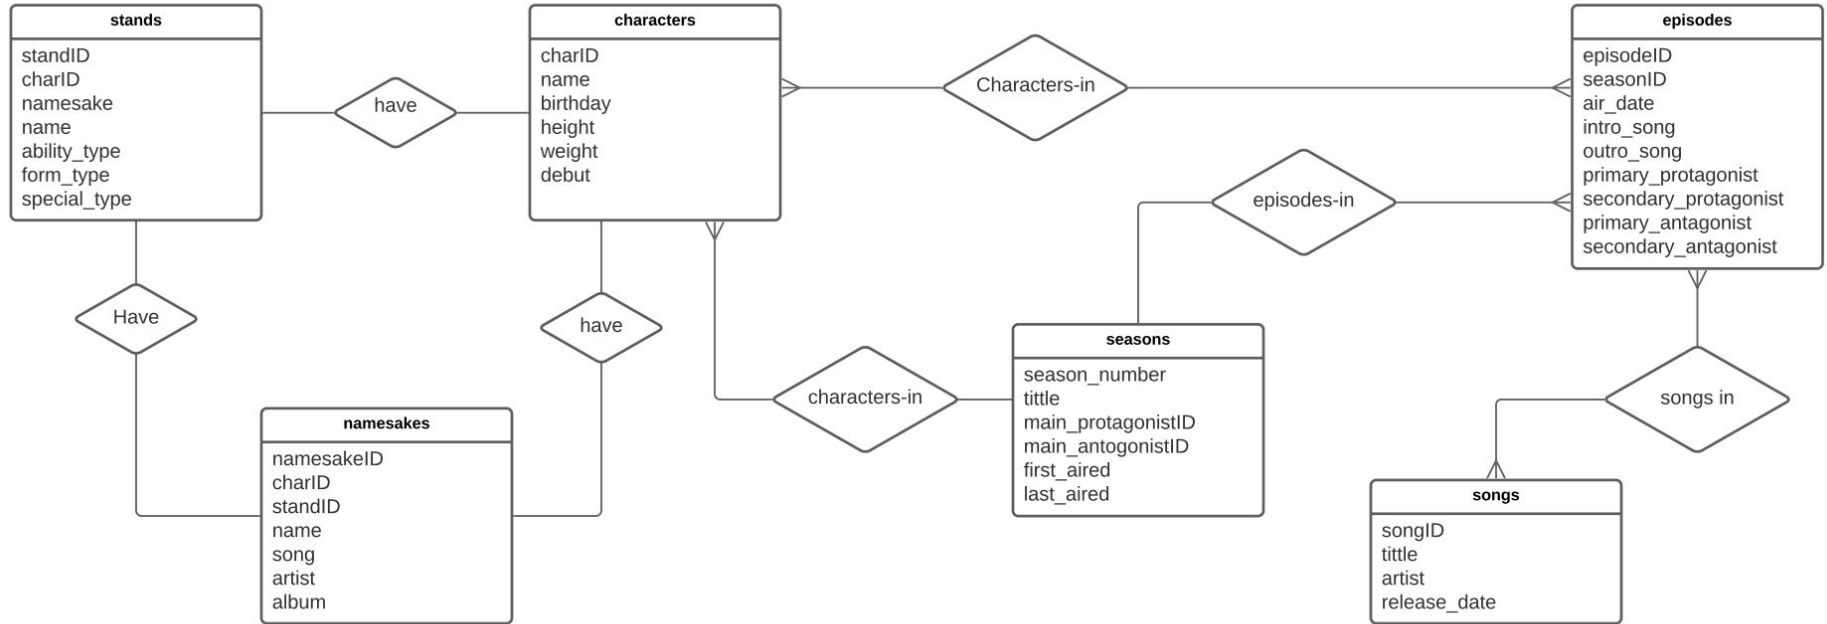 stands
standID
charID
namesake
name
ability_type
form_type
special_type
have
characters
charID
name
birthday
height
weight
debut
Characters-in
episodes
episodeID
seasonID
air_date
intro_song
outro_song
primary_protagonist
secondary_protagonist
primary_antagonist
secondary_antagonist
episodes-in
Have
have
namesakes
namesakeID
charID
standID
name
song
artist
album
characters-in
seasons
season_number
tittle
main_protagonistID
main_antogonistID
first_aired
last_aired
songs in
songs
songID
tittle
artist
release_date